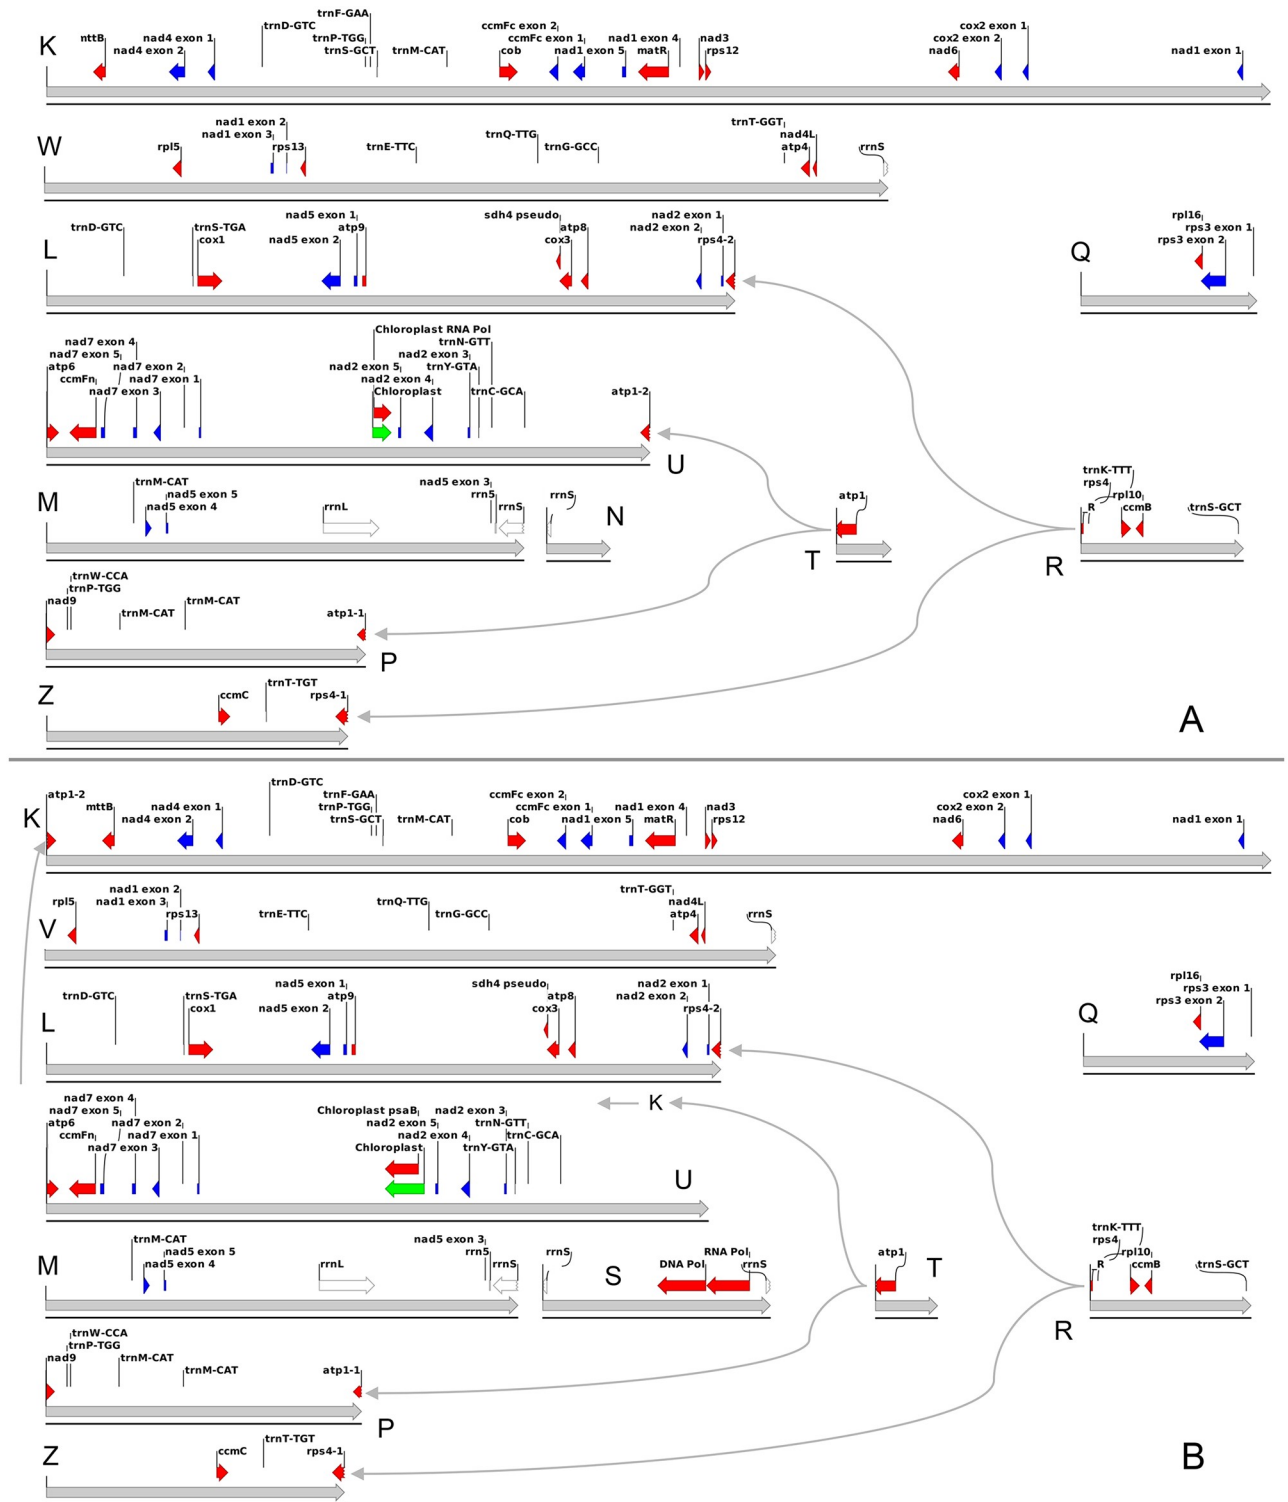 trnF-GAA
trnD-GTC
ccmFc exon 2
cox1 exon 2
K
mttB
nad4 exon 1
trnP-TGG
ccmFc exon 1
nad1 exon 4
nad3
cox2 exon 2
nad4 exon 2
trnS-GCT
trnM-CAT
cob
nad1 exon 5
matR
rps12
nad6
nad1 exon 1
nad1 exon 2
trnT-GGT
W
nad1 exon 3
trnQ-TTG
nad4L
rpl5
rps13
trnE-TTC
trnG-GCC
atp4
rrnS
nad5 exon 1
sdh4 pseudo
nad2 exon 1
rpl16
L
trnD-GTC
trnS-TGA
atp9
atp8
nad2 exon 2
rps3 exon 1
cox1
nad5 exon 2
cox3
rps4-2
Q
rps3 exon 2
Chloroplast RNA Pol
nad7 exon 4
trnN-GTT
nad7 exon 5
nad2 exon 3
atp6
nad7 exon 2
nad2 exon 5
trnY-GTA
ccmFn
nad7 exon 1
nad2 exon 4
nad7 exon 3
Chloroplast
trnC-GCA
atp1-2
U
trnK-TTT
M
trnM-CAT
nad5 exon 3
rps4
nad5 exon 5
rrn5
rrnS
N
atp1
rpl10
nad5 exon 4
rrnL
rrnS
R
ccmB
trnS-GCT
T
R
trnW-CCA
trnP-TGG
nad9
trnM-CAT
trnM-CAT
atp1-1
P
Z
trnT-TGT
ccmC
rps4-1
A
trnD-GTC
K
atp1-2
trnF-GAA
ccmFc exon 2
cox2 exon 1
mttB
nad4 exon 1
trnP-TGG
ccmFc exon 1
nad1 exon 4
nad3
cox2 exon 2
nad4 exon 2
trnS-GCT
trnM-CAT
cob
nad1 exon 5
matR
rps12
nad6
nad1 exon 1
nad1 exon 2
trnT-GGT
V
rpl5
nad1 exon 3
trnQ-TTG
nad4L
rps13
trnE-TTC
trnG-GCC
atp4
rrnS
nad5 exon 1
sdh4 pseudo
nad2 exon 1
rpl16
L
trnD-GTC
trnS-TGA
atp9
atp8
nad2 exon 2
rps3 exon 1
cox1
nad5 exon 2
cox3
rps4-2
Q
rps3 exon 2
K
nad7 exon 4
nad7 exon 5
Chloroplast psaB
nad2 exon 3
atp6
nad7 exon 2
nad2 exon 5
trnN-GTT
ccmFn
nad7 exon 1
nad2 exon 4
trnC-GCA
nad7 exon 3
Chloroplast
trnY-GTA
U
trnK-TTT
M
trnM-CAT
nad5 exon 3
rps4
nad5 exon 5
rrn5
rrnS
RNA Pol
atp1
T
rpl10
nad5 exon 4
rrnL
rrnS
S
DNA Pol
rrnS
R
ccmB
trnS-GCT
R
trnW-CCA
trnP-TGG
nad9
trnM-CAT
trnM-CAT
atp1-1
P
Z
trnT-TGT
ccmC
rps4-1
B